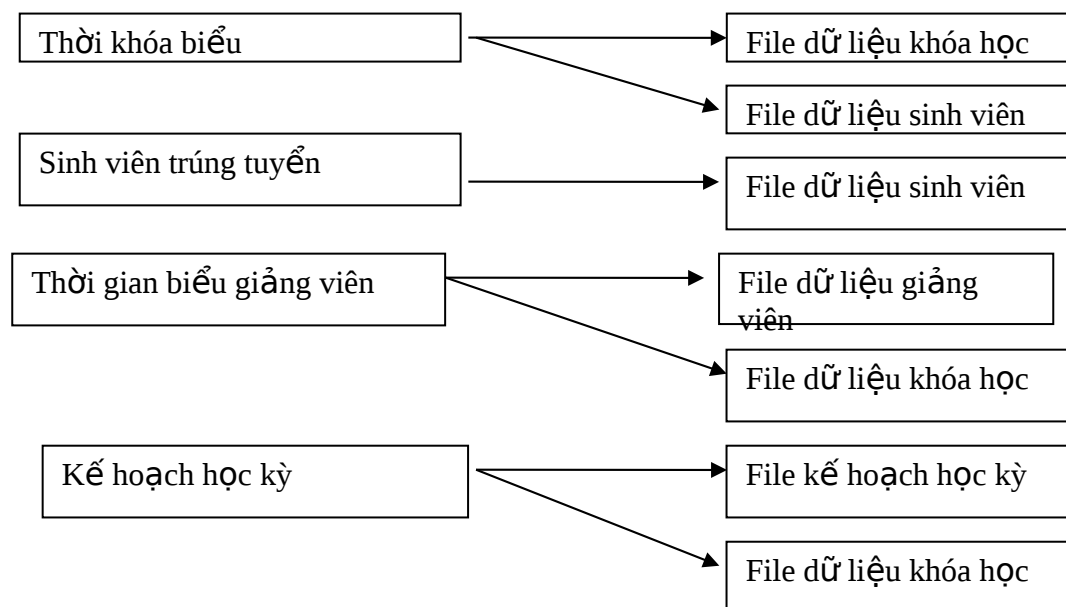 Thời khóa biểu
File dữ liệu khóa học
File dữ liệu sinh viên
Sinh viên trúng tuyển
File dữ liệu sinh viên
Thời gian biểu giảng viên
File dữ liệu giảng
viên
File dữ liệu khóa học
Kế hoạch học kỳ
File kế hoạch học kỳ
File dữ liệu khóa học